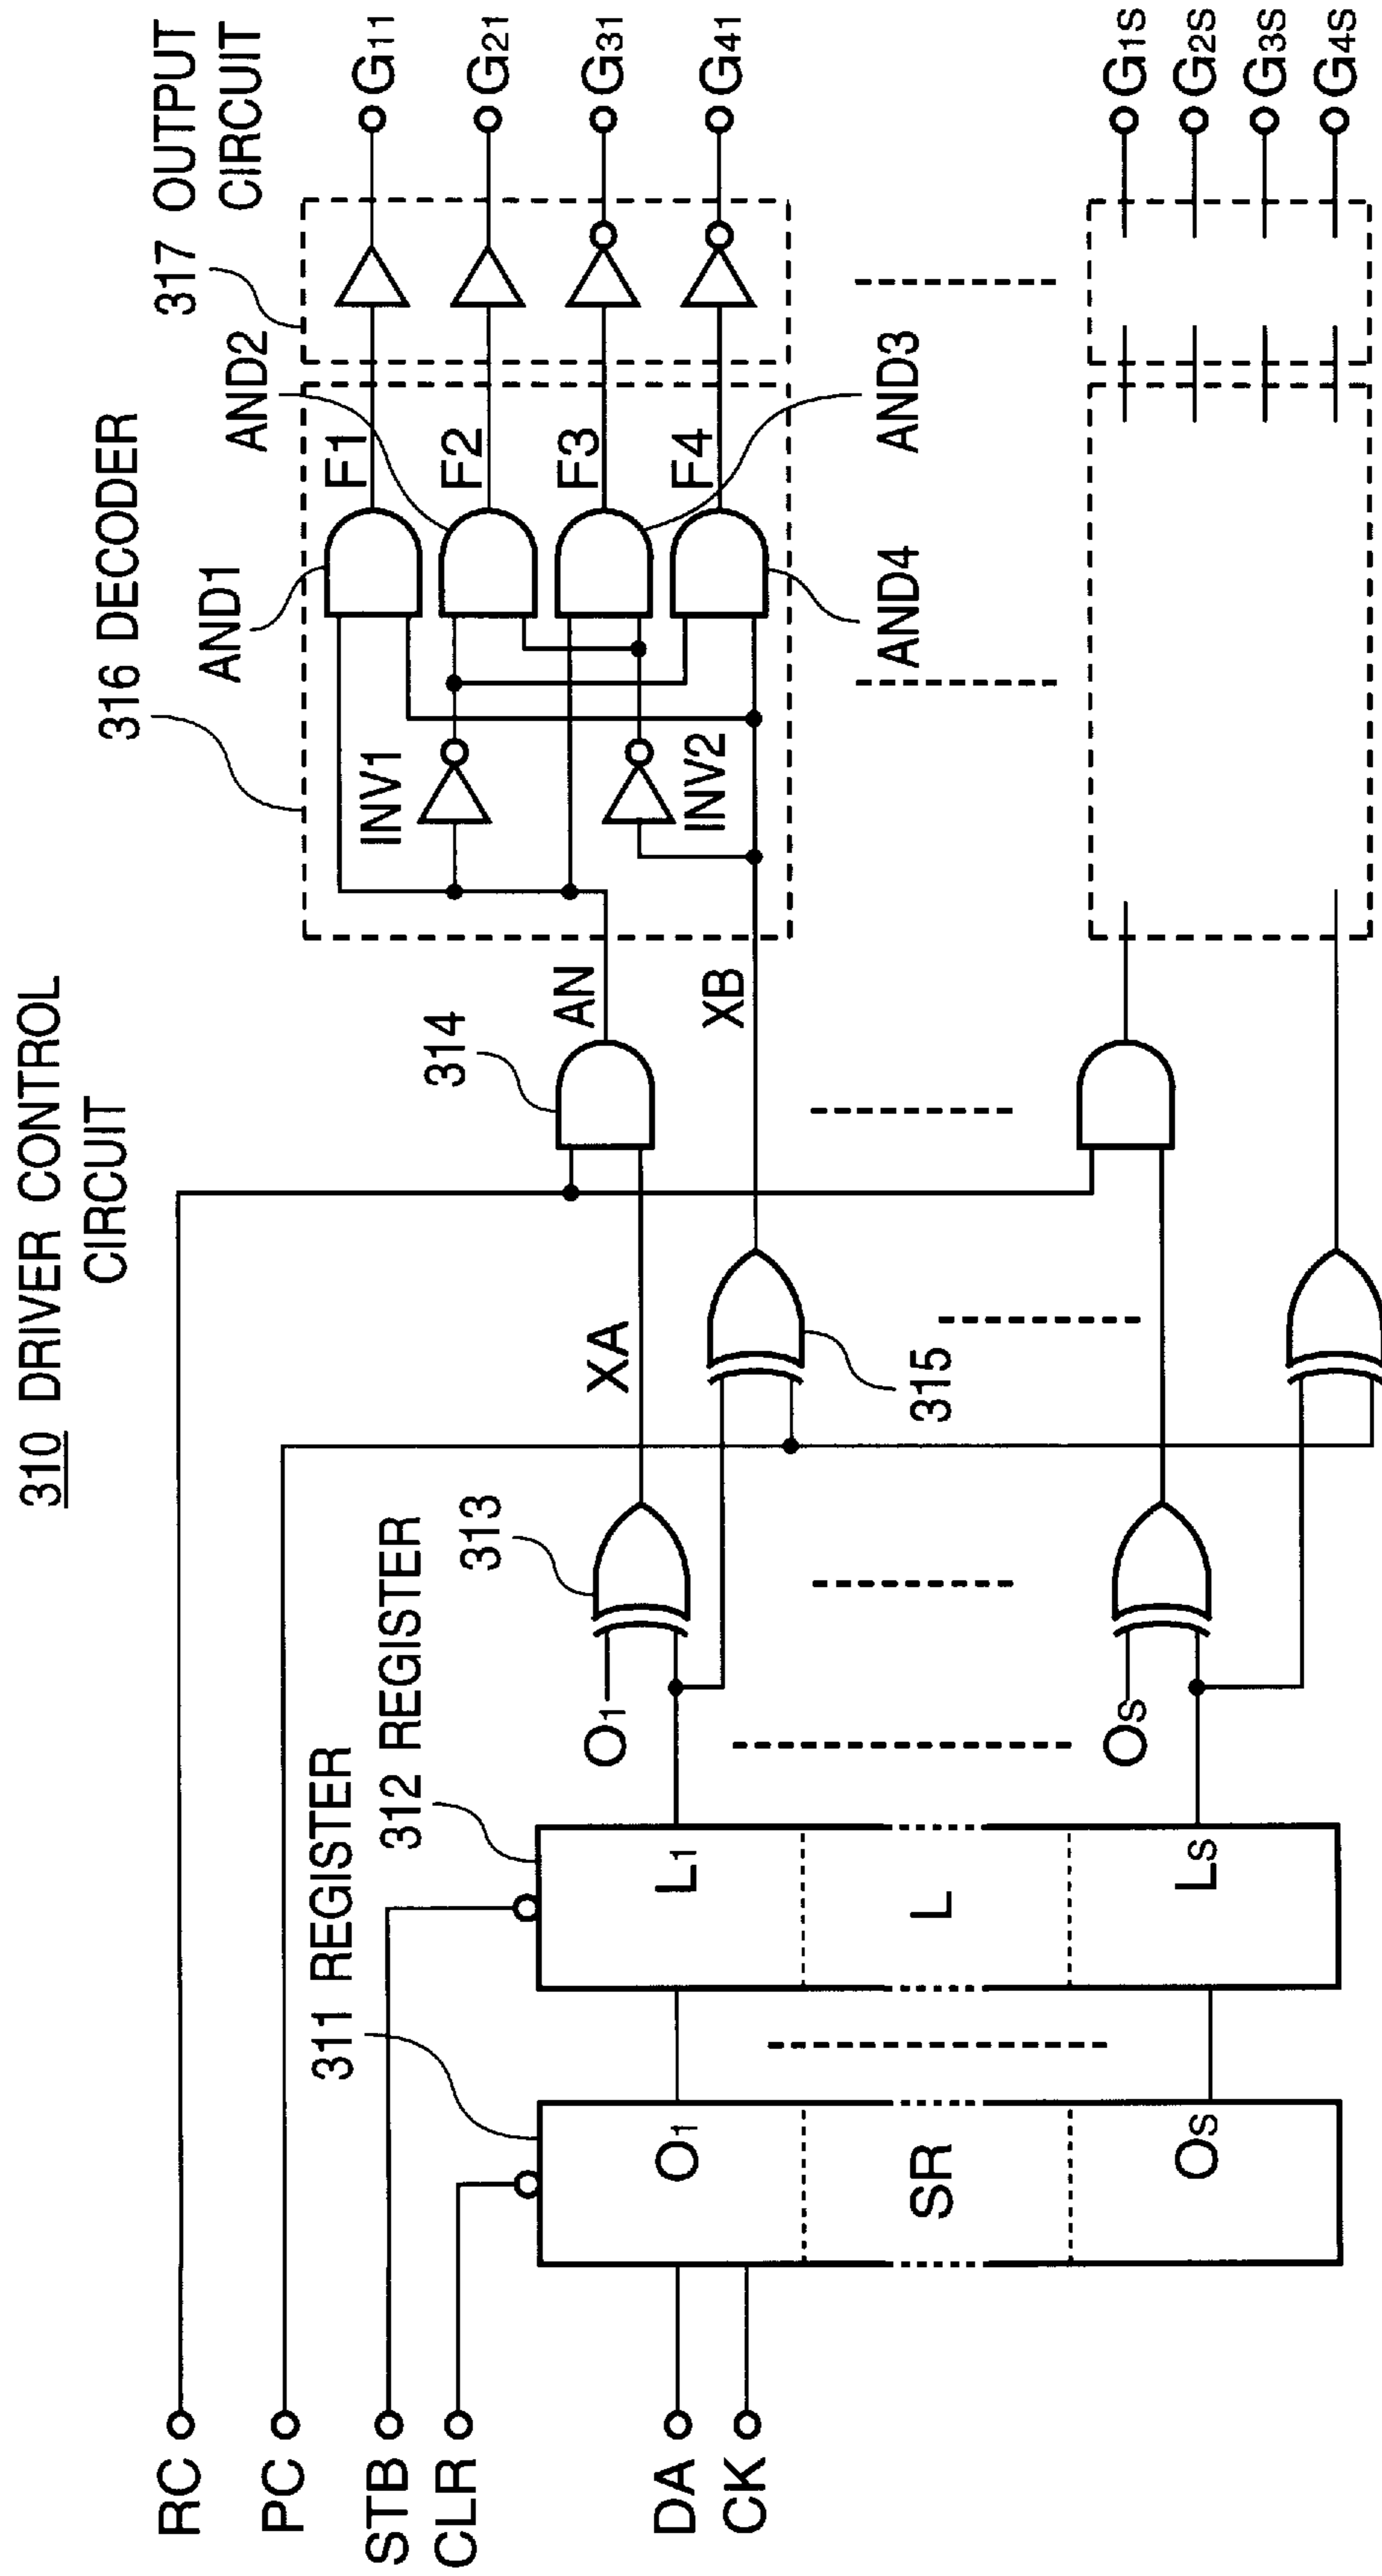 310 DRIVER CONTROL
CIRCUIT
RC
PC
STB
CLR
DA
CK
311 REGISTER
O1
SR
OS
312 REGISTER
L1
L
LS
O1
OS
313
XA
315
314
AN
XB
316 DECODER
INV1
INV2
AND1
AND2
AND3
AND4
F1
F2
F3
F4
317 OUTPUT
CIRCUIT
G11
G21
G31
G41
G1S
G2S
G3S
G4S